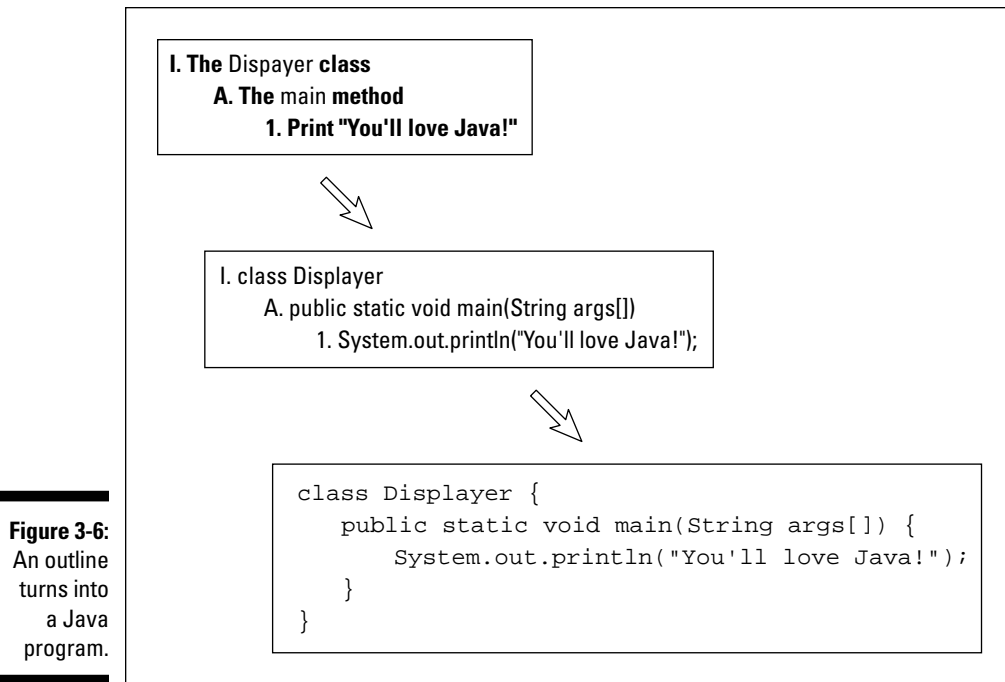 I. The Dispayer class
A. The main method
1. Print "You'll love Java!"
I. class Displayer
A. public static void main(String args[])
1. System.out.println("You'll love Java!");
class Displayer {
public static void main(String args[]) {
System.out.println("You'll love Java!");
}
}
Figure 3-6:
An outline
turns into
a Java
program.